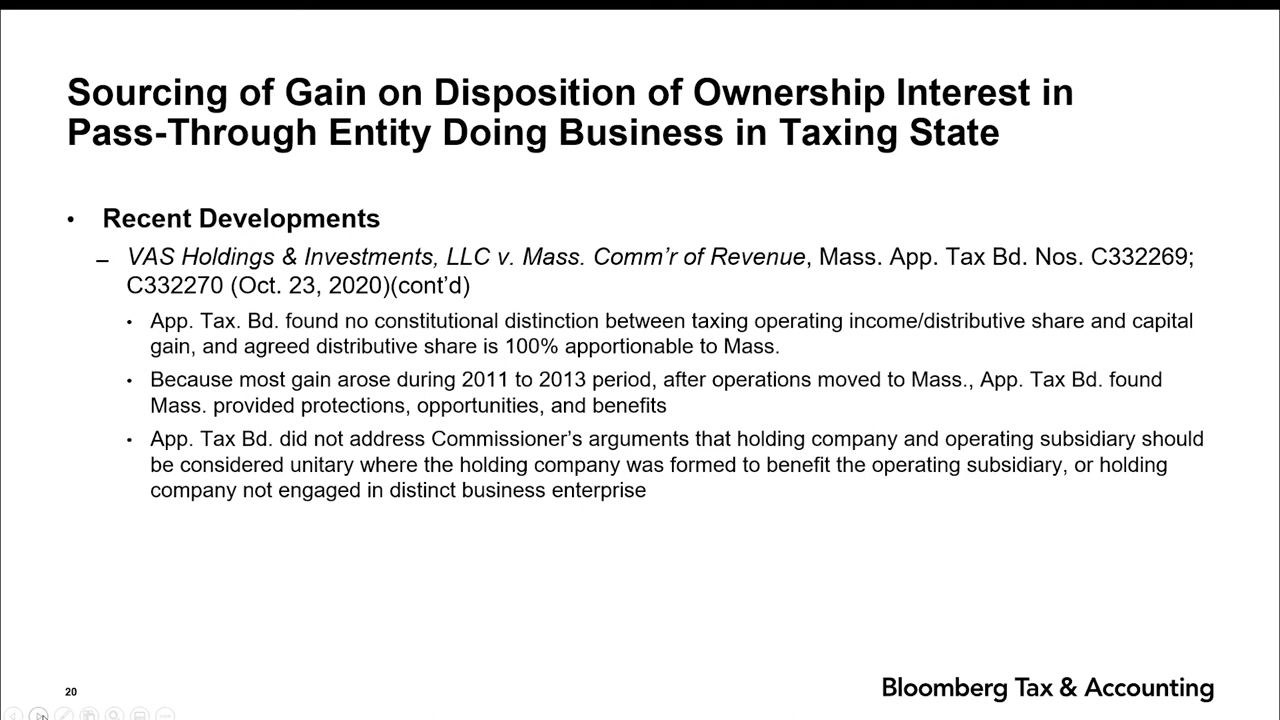 Sourcing of Gain on Disposition of Ownership Interest in
Pass-Through Entity Doing Business in Taxing State
• Recent Developments
– VAS Holdings & Investments, LLC v. Mass. Comm’r of Revenue, Mass. App. Tax Bd. Nos. C332269;
C332270 (Oct. 23, 2020)(cont’d)
• App. Tax. Bd. found no constitutional distinction between taxing operating income/distributive share and capital
gain, and agreed distributive share is 100% apportionable to Mass.
• Because most gain arose during 2011 to 2013 period, after operations moved to Mass., App. Tax Bd. found
Mass. provided protections, opportunities, and benefits
• App. Tax Bd. did not address Commissioner’s arguments that holding company and operating subsidiary should
be considered unitary where the holding company was formed to benefit the operating subsidiary, or holding
company not engaged in distinct business enterprise
20
Bloomberg Tax & Accounting